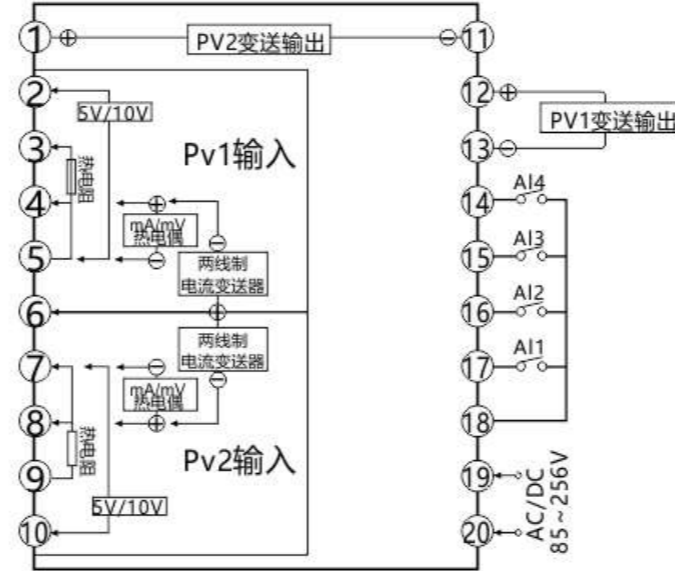 1
⊕
PV2变送输出
⊖
11
2
5V/10V
12
⊕
PV1变送输出
3
热电阻
Pv1输入
13
⊖
4
⊕
14
AI4
mA/mV
热电偶
⊖
5
⊖
两线制
电流变送器
15
AI3
6
⊕
16
AI2
两线制
电流变送器
7
⊖
mA/mV
热电偶
⊖
17
AI1
8
⊕
18
热电阻
Pv2输入
9
19
AC/DC
85~256V
5V/10V
10
20